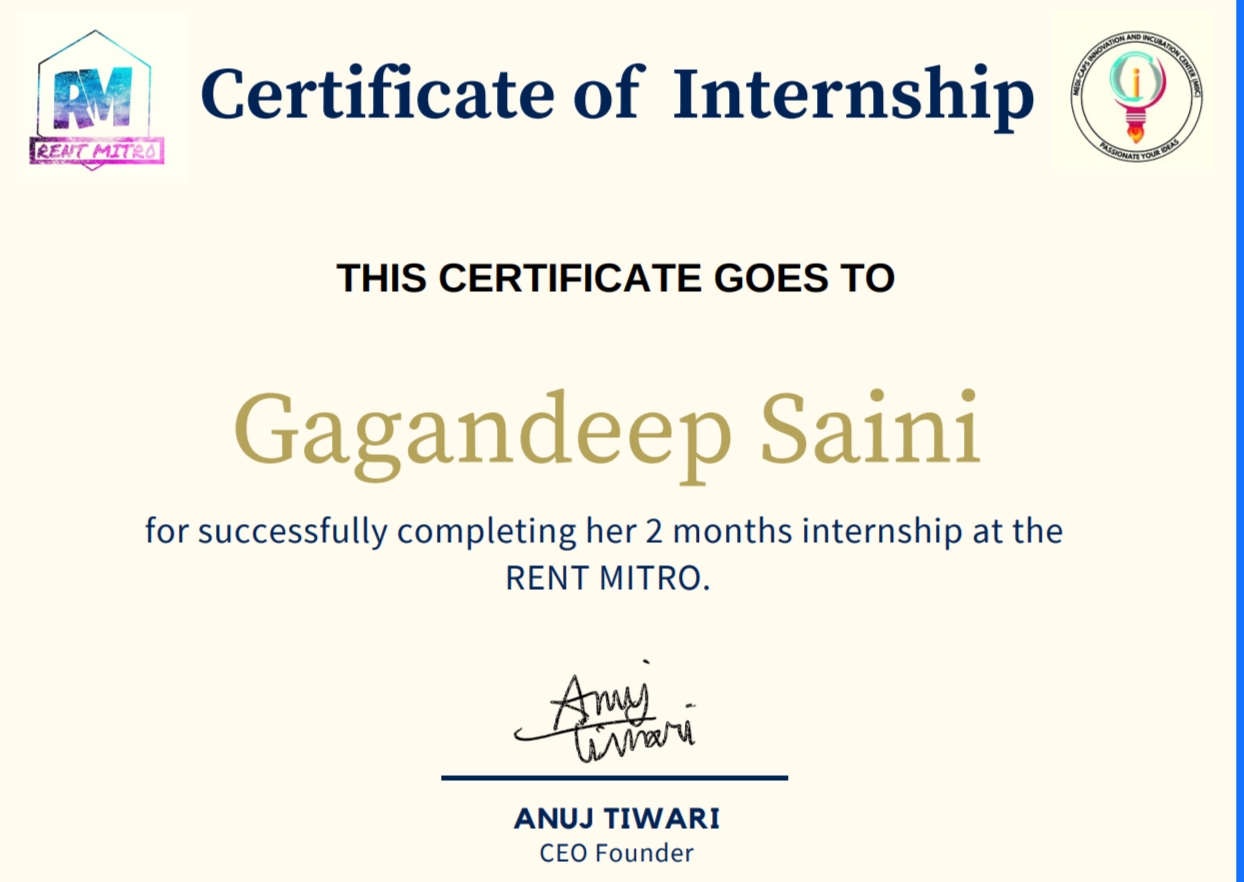 RM
RENT MITRO
Certificate of Internship
MEDI-CAPS INNOVATION AND INCUBATION CENTER (MIIC)
i
PASSIONATE YOUR IDEAS
THIS CERTIFICATE GOES TO
Gagandeep Saini
for successfully completing her 2 months internship at the
RENT MITRO.
Anuj
Tiwari
ANUJ TIWARI
CEO Founder